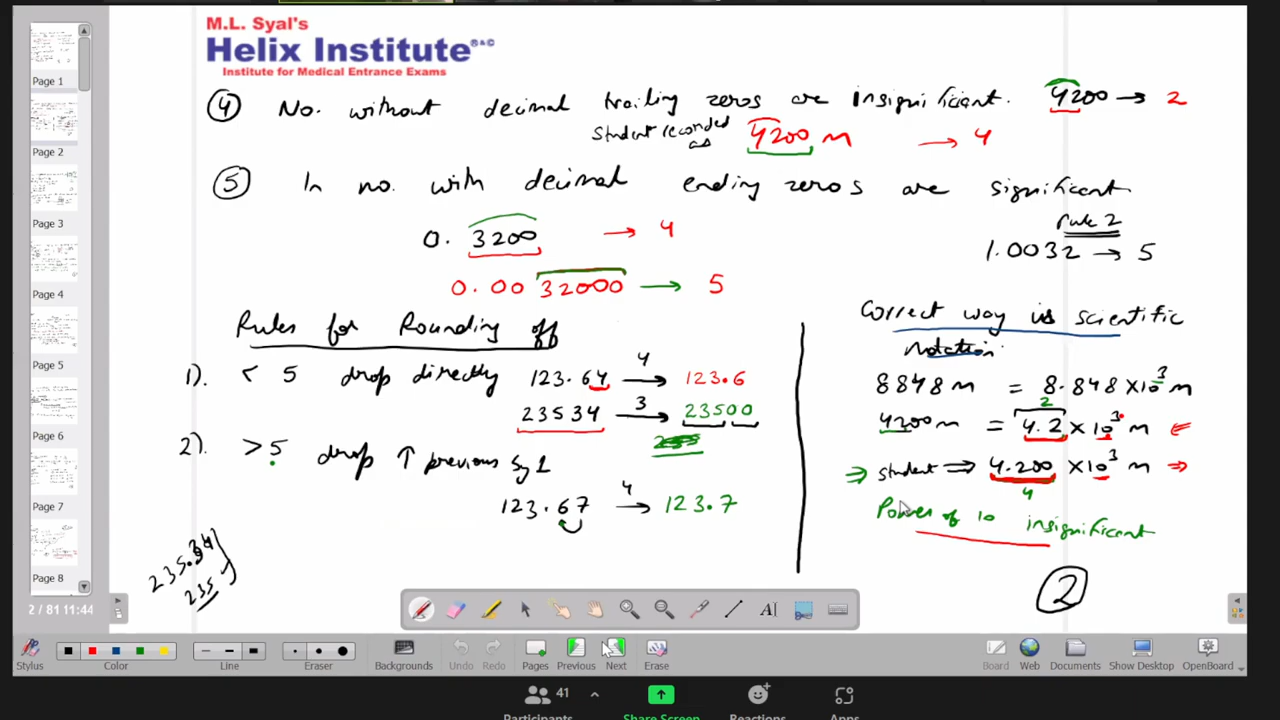 M.L. Syal's
Helix Institute®&©
Institute for Medical Entrance Exams
④ No. without decimal trailing zeros are insignificant. 4200 → 2
student recorded as 4200 m → 4
⑤ In no. with decimal ending zeros are significant
0.3200 → 4
rule 2
1.0032 → 5
0.0032000 → 5
Rules for Rounding off
1). < 5 drop directly 123.64 4→ 123.6
23534 3→ 23500
2). > 5 drop ↑ previous by 1
123.67 4→ 123.7
235.34
235
Correct way is scientific
Notation
8848 m = 8.848 × 10³ m
2
4200 m = 4.2 × 10³ m
⇒ student ⇒ 4.200 × 10³ m ⇒
4
Power of 10 insignificant
②
Page 1
Page 2
Page 3
Page 4
Page 5
Page 6
Page 7
Page 8
2 / 81 11:44
Stylus
Color
Line
Eraser
Backgrounds
Undo
Redo
Pages
Previous
Next
Erase
Board
Web
Documents
Show Desktop
OpenBoard
41
Participants
Share Screen
Reactions
Apps